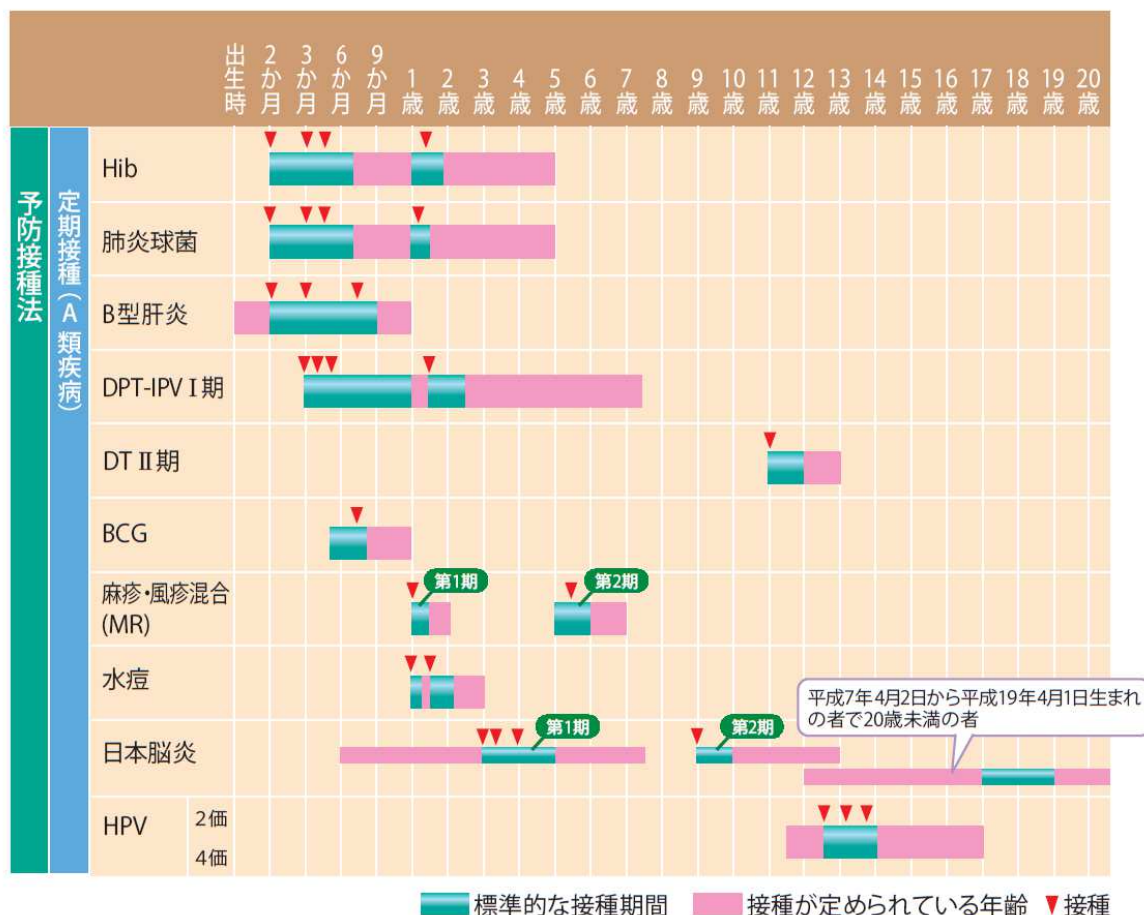 出生時
2か月
3か月
6か月
9か月
1歳
2歳
3歳
4歳
5歳
6歳
7歳
8歳
9歳
10歳
11歳
12歳
13歳
14歳
15歳
16歳
17歳
18歳
19歳
20歳
予防接種法
定期接種(A類疾病)
Hib
肺炎球菌
B型肝炎
DPT-IPV I期
DT II期
BCG
麻疹・風疹混合
(MR)
第1期
第2期
水痘
平成7年4月2日から平成19年4月1日生まれ
の者で20歳未満の者
日本脳炎
第1期
第2期
HPV
2価
4価
標準的な接種期間
接種が定められている年齢
接種